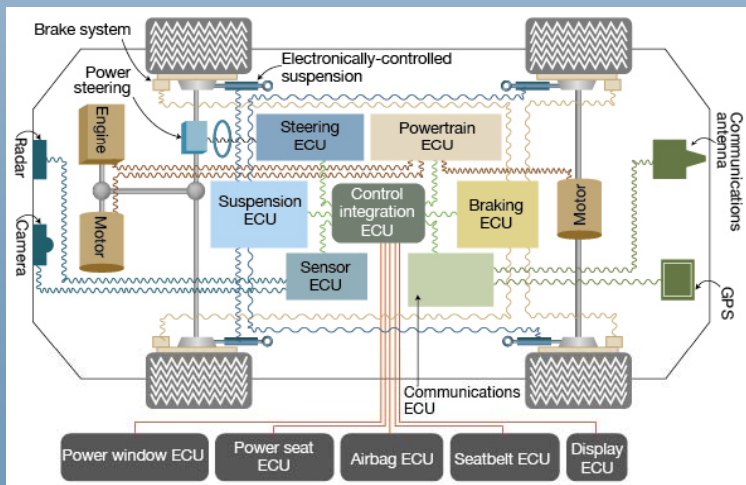 Brake system
Electronically-controlled
suspension
Power
steering
Engine
Steering
ECU
Powertrain
ECU
Communications
antenna
Radar
Suspension
ECU
Control
integration
ECU
Braking
ECU
Motor
Motor
Camera
Sensor
ECU
GPS
Communications
ECU
Power window ECU
Power seat
ECU
Airbag ECU
Seatbelt ECU
Display
ECU